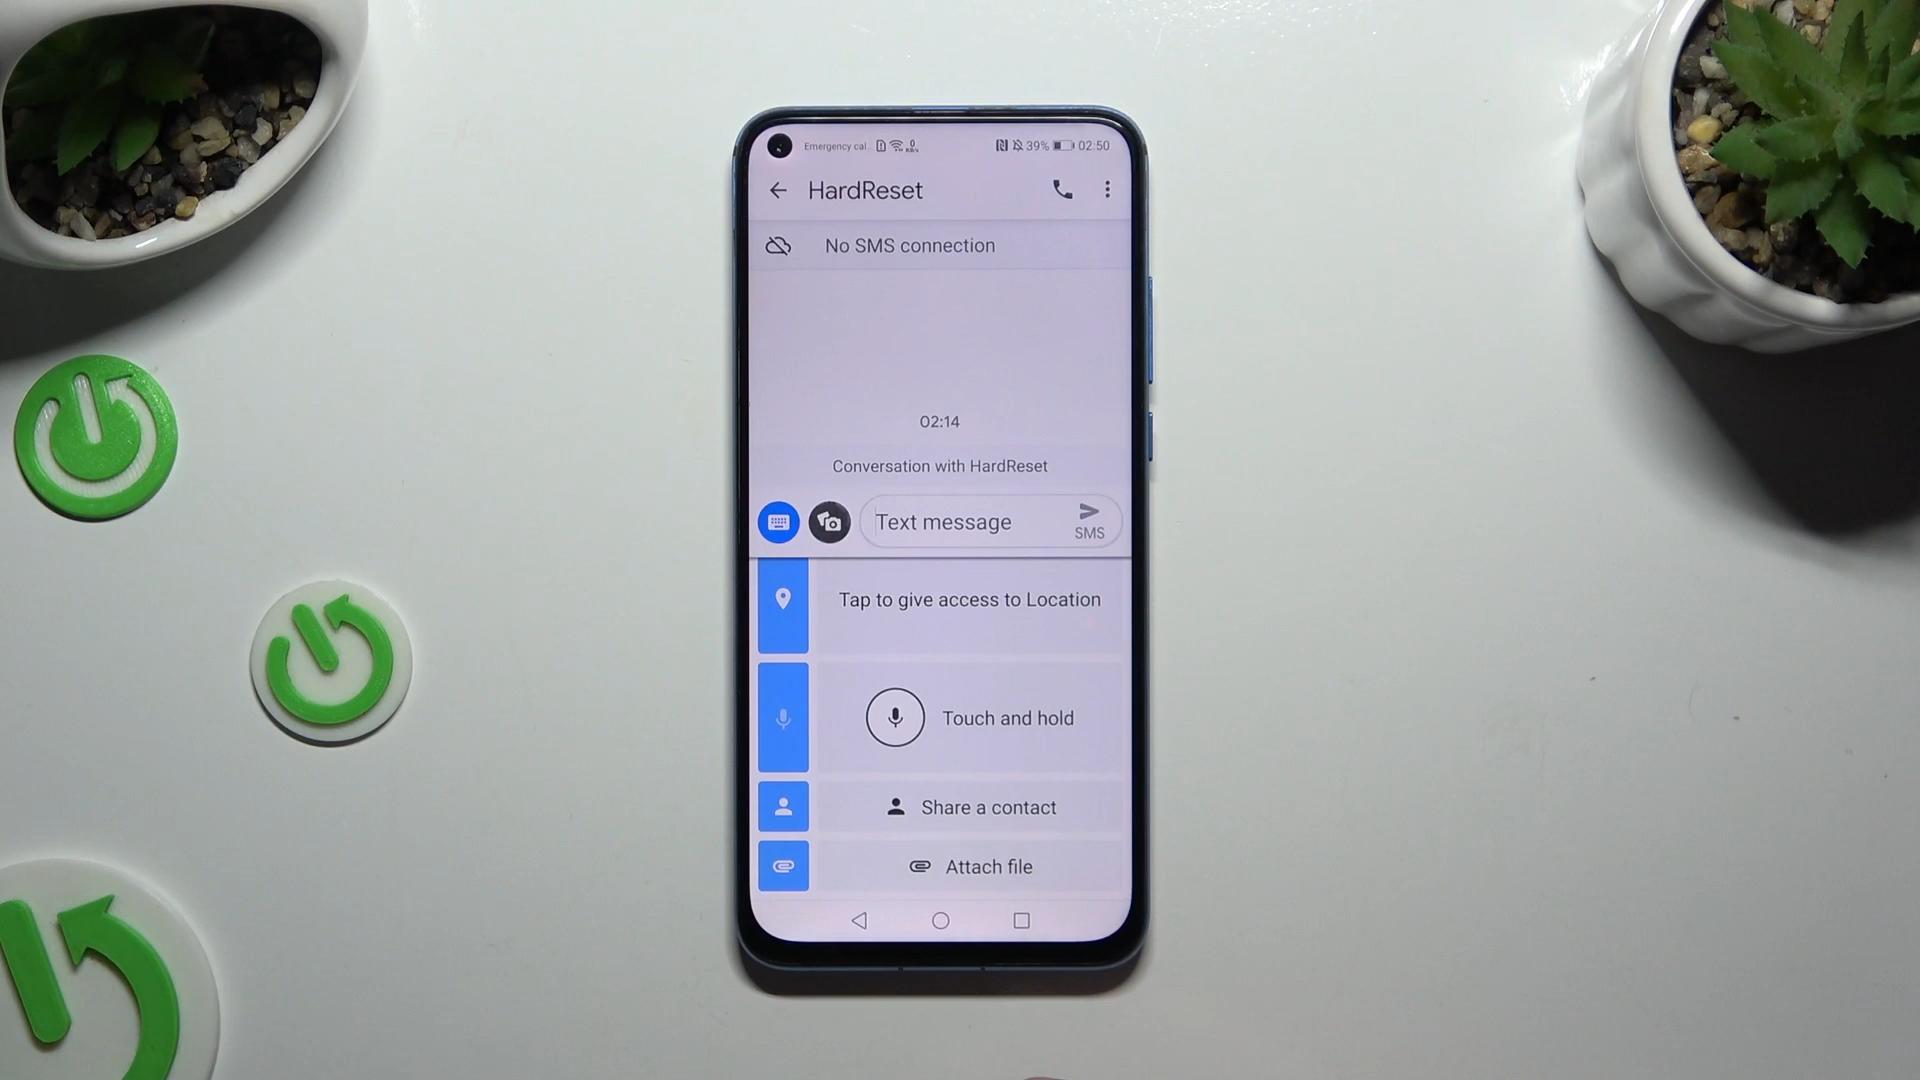 Emergency cal... 39% 02:50
HardReset
No SMS connection
02:14
Conversation with HardReset
Text message
SMS
Tap to give access to Location
Touch and hold
Share a contact
Attach file